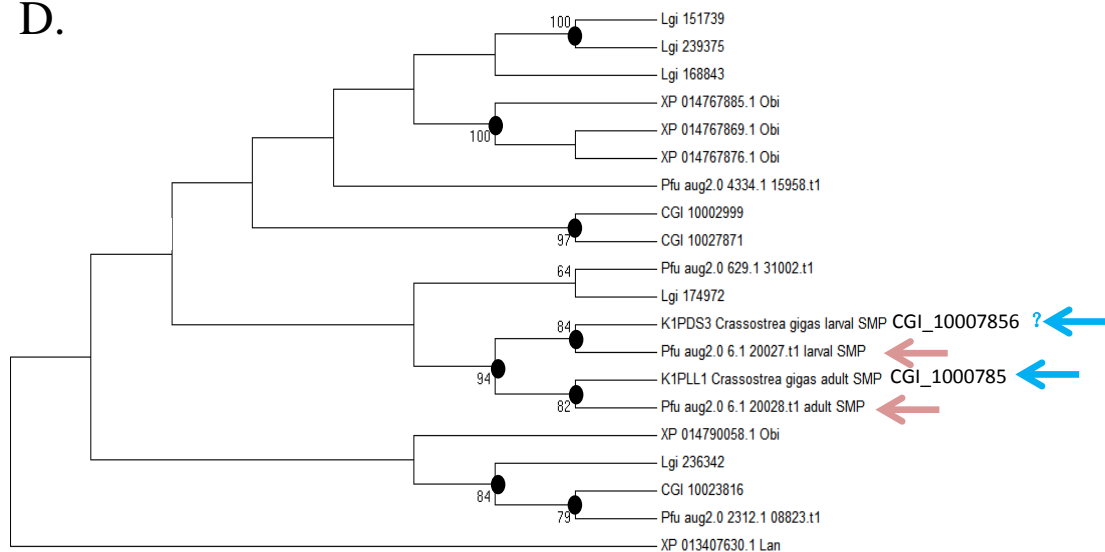 D.
100
Lgi 151739
Lgi 239375
Lgi 168843
XP 014767885.1 Obi
100
XP 014767869.1 Obi
XP 014767876.1 Obi
Pfu aug2.0 4334.1 15958.t1
CGI 10002999
97
CGI 10027871
64
Pfu aug2.0 629.1 31002.t1
Lgi 174972
84
K1PDS3 Crassostrea gigas larval SMP CGI_10007856 ?
Pfu aug2.0 6.1 20027.t1 larval SMP
94
K1PLL1 Crassostrea gigas adult SMP CGI_1000785
82
Pfu aug2.0 6.1 20028.t1 adult SMP
XP 014790058.1 Obi
Lgi 236342
84
CGI 10023816
79
Pfu aug2.0 2312.1 08823.t1
XP 013407630.1 Lan